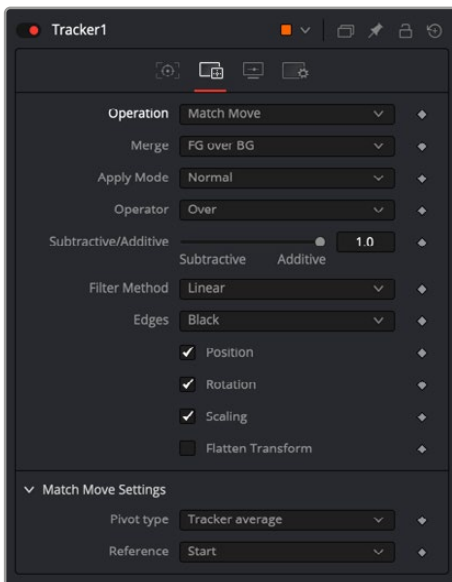 Tracker1
Operation Match Move
Merge FG over BG
Apply Mode Normal
Operator Over
Subtractive/Additive 1.0
Subtractive Additive
Filter Method Linear
Edges Black
Position
Rotation
Scaling
Flatten Transform
Match Move Settings
Pivot type Tracker average
Reference Start